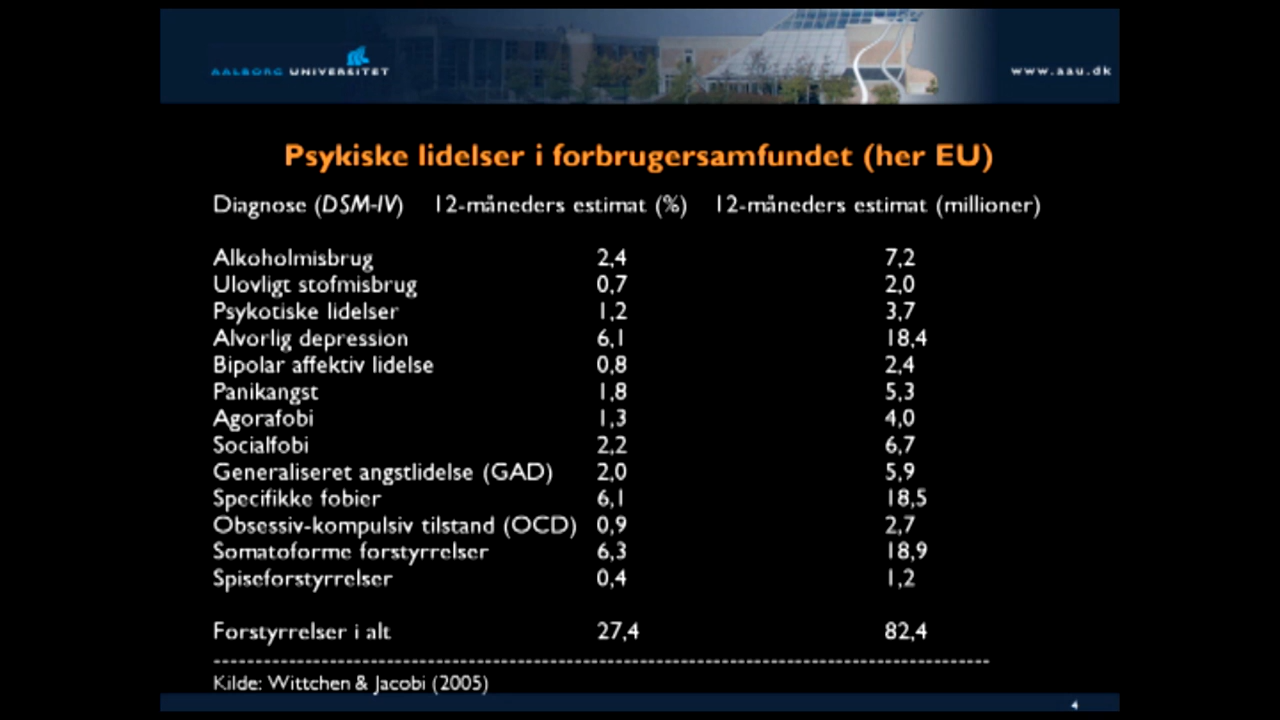 AALBORG UNIVERSITET
www.aau.dk
Psykiske lidelser i forbrugersamfundet (her EU)
Diagnose (DSM-IV) 12-måneders estimat (%) 12-måneders estimat (millioner)
Alkoholmisbrug 2,4 7,2
Ulovligt stofmisbrug 0,7 2,0
Psykotiske lidelser 1,2 3,7
Alvorlig depression 6,1 18,4
Bipolar affektiv lidelse 0,8 2,4
Panikangst 1,8 5,3
Agorafobi 1,3 4,0
Socialfobi 2,2 6,7
Generaliseret angstlidelse (GAD) 2,0 5,9
Specifikke fobier 6,1 18,5
Obsessiv-kompulsiv tilstand (OCD) 0,9 2,7
Somatoforme forstyrrelser 6,3 18,9
Spiseforstyrrelser 0,4 1,2
Forstyrrelser i alt 27,4 82,4
Kilde: Wittchen & Jacobi (2005)
4